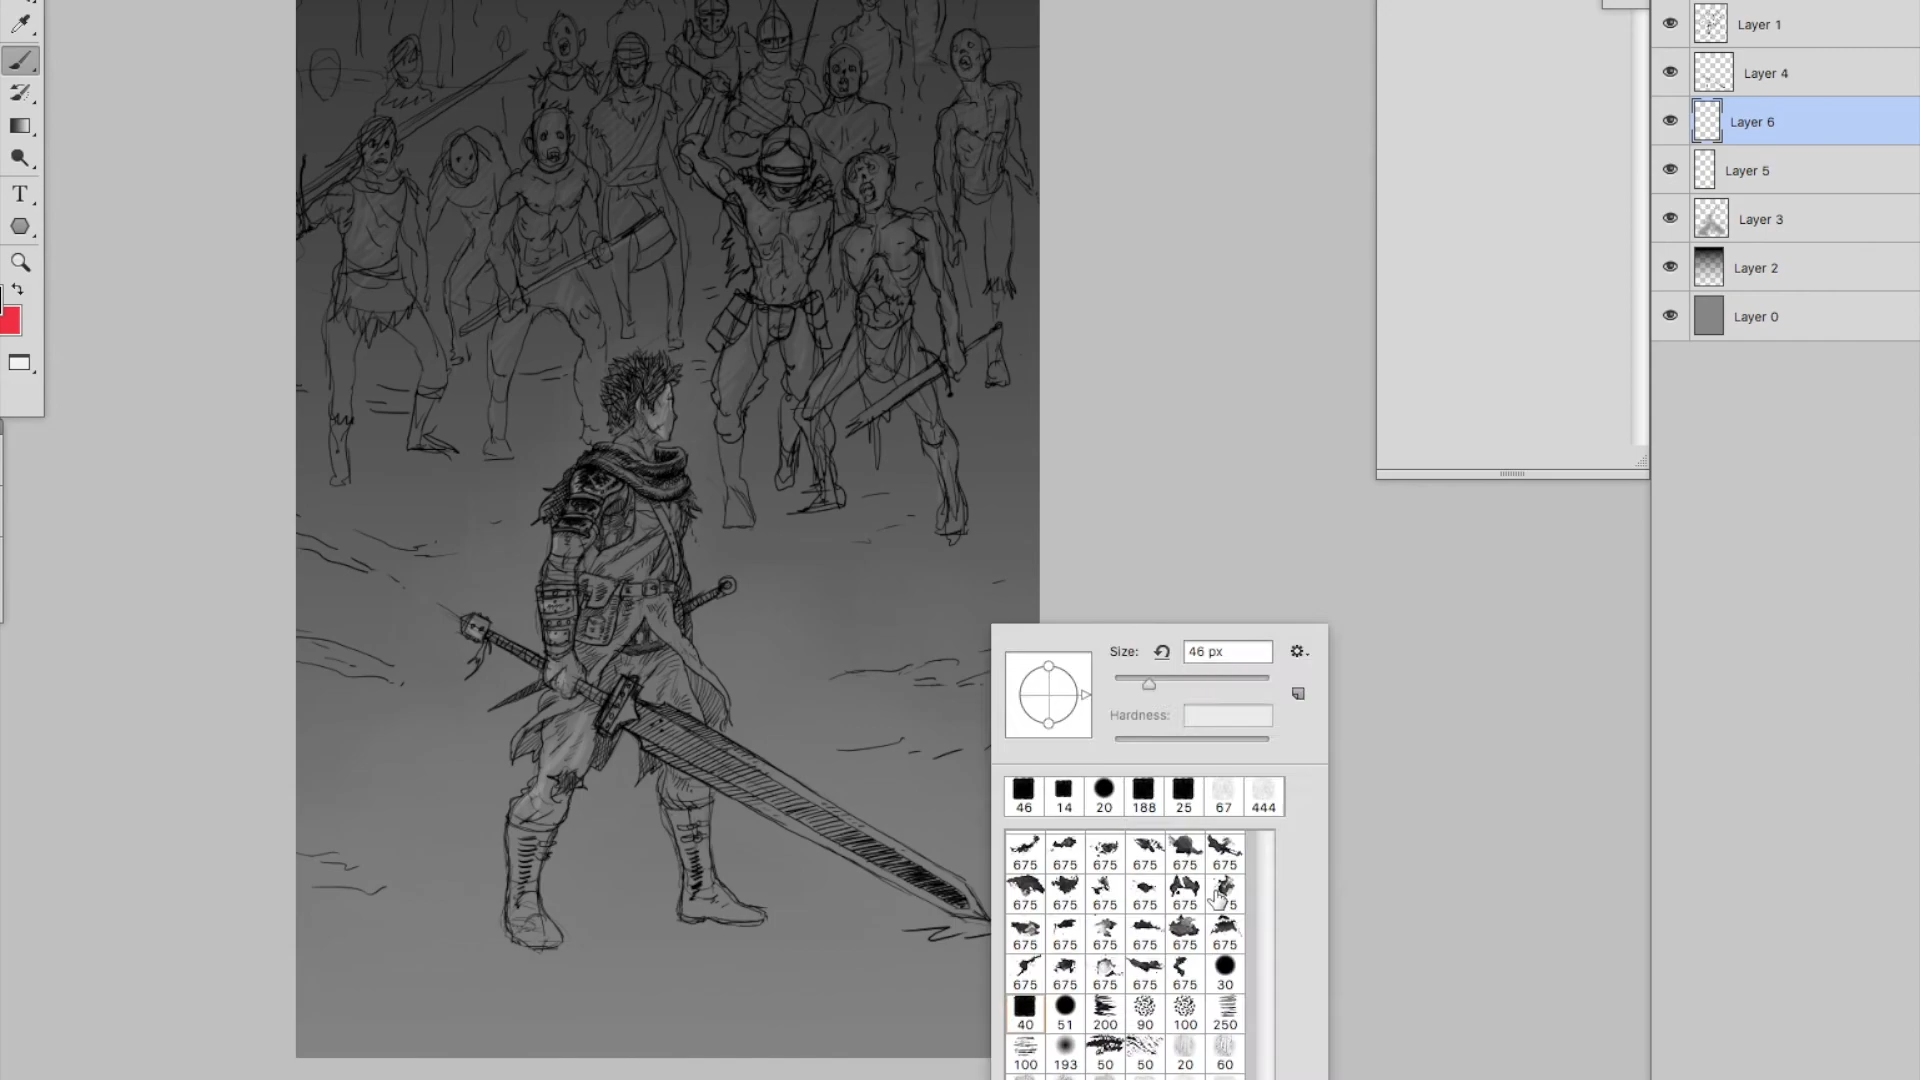 Layer 1
Layer 4
Layer 6
T
Layer 5
Layer 3
Layer 2
Layer 0
Size: 46 px
Hardness:
46 14 20 188 25 67 444
675 675 675 675 675 675
675 675 675 675 675
675 675 675 675 675 675
675 675 675 675 675 30
40 51 200 90 100 250
100 193 50 50 20 60